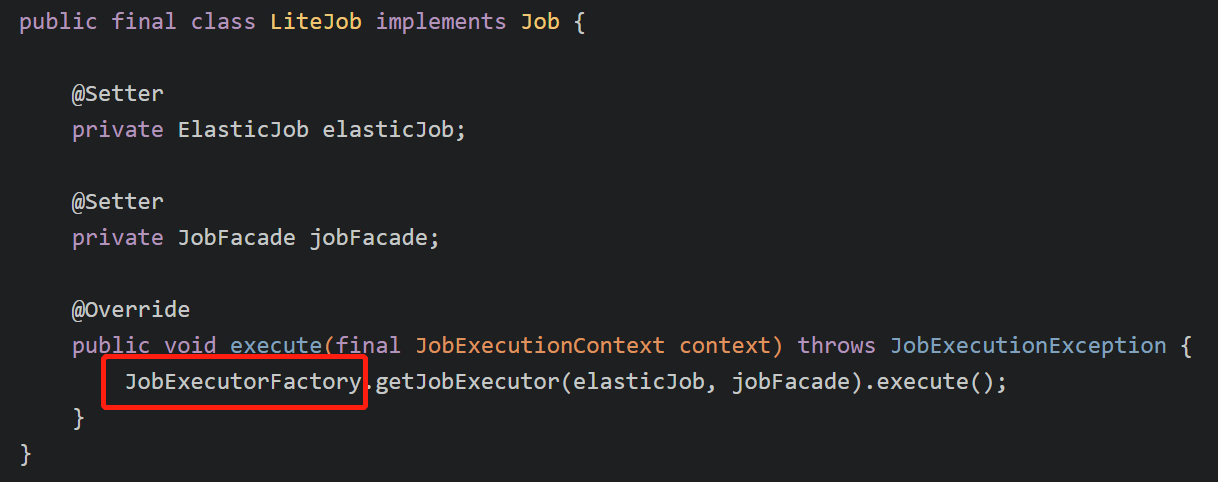 public final class LiteJob implements Job {
@Setter
private ElasticJob elasticJob;
@Setter
private JobFacade jobFacade;
@Override
public void execute(final JobExecutionContext context) throws JobExecutionException {
JobExecutorFactory.getJobExecutor(elasticJob, jobFacade).execute();
}
}